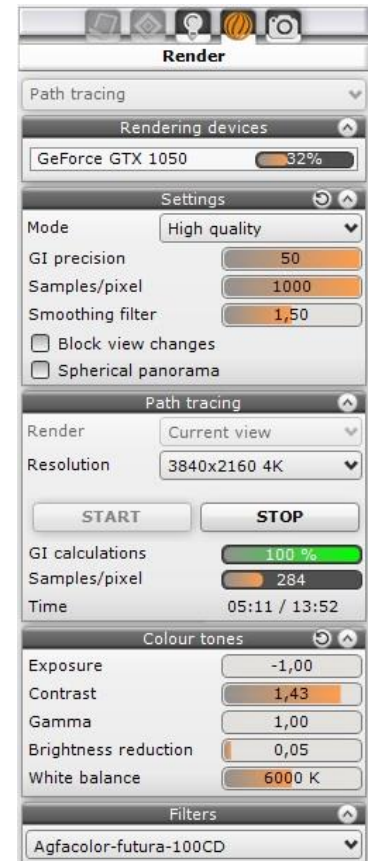 Render
Path tracing
Rendering devices
GeForce GTX 1050 32%
Settings
Mode High quality
GI precision 50
Samples/pixel 1000
Smoothing filter 1,50
Block view changes
Spherical panorama
Path tracing
Render Current view
Resolution 3840x2160 4K
START STOP
GI calculations 100 %
Samples/pixel 284
Time 05:11 / 13:52
Colour tones
Exposure -1,00
Contrast 1,43
Gamma 1,00
Brightness reduction 0,05
White balance 6000 K
Filters
Agfacolor-futura-100CD